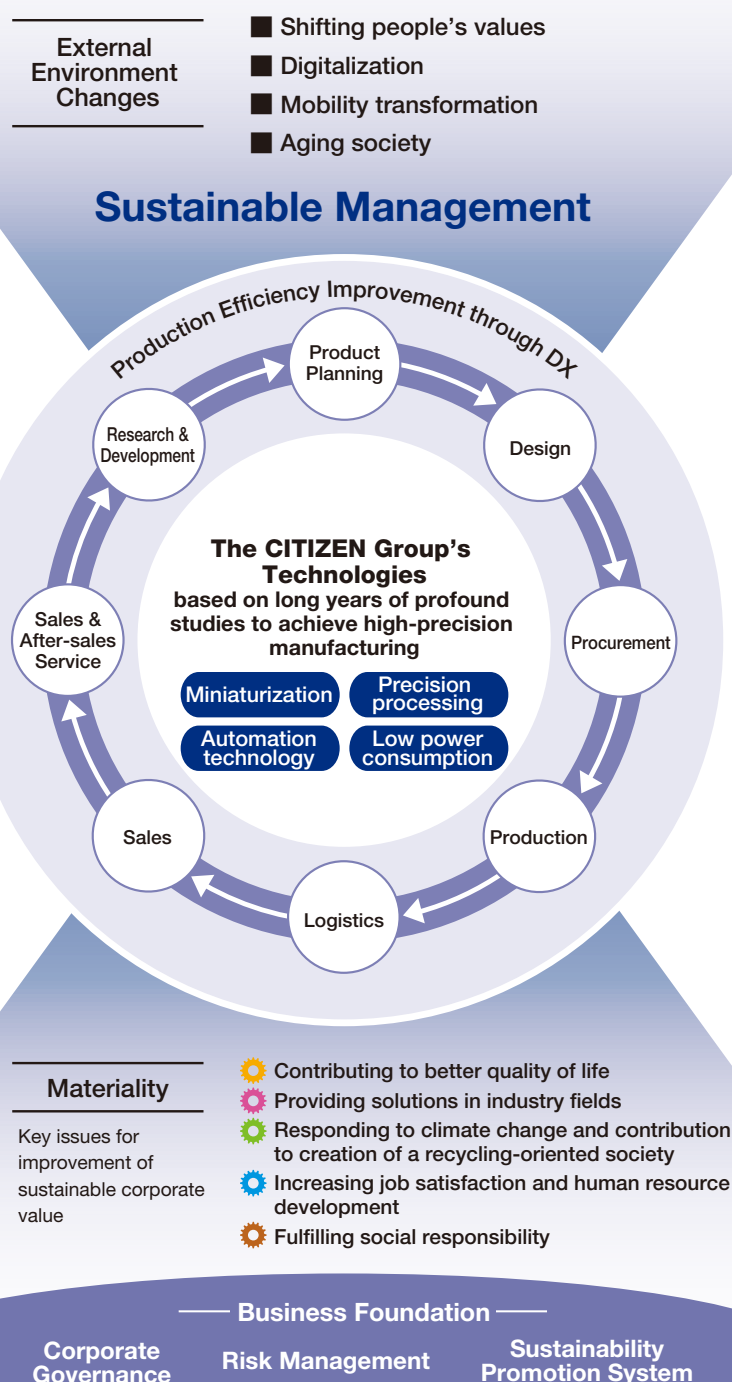 External
Environment
Changes
Shifting people's values
Digitalization
Mobility transformation
Aging society
Sustainable Management
Production Efficiency Improvement through DX
Product
Planning
Design
Procurement
Production
Logistics
Sales
Sales &
After-sales
Service
Research &
Development
The CITIZEN Group's
Technologies
based on long years of profound
studies to achieve high-precision
manufacturing
Miniaturization
Precision
processing
Automation
technology
Low power
consumption
Materiality
Key issues for
improvement of
sustainable corporate
value
Contributing to better quality of life
Providing solutions in industry fields
Responding to climate change and contribution
to creation of a recycling-oriented society
Increasing job satisfaction and human resource
development
Fulfilling social responsibility
Business Foundation
Corporate
Governance
Risk Management
Sustainability
Promotion System